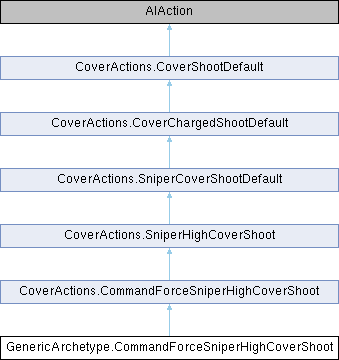 AIAction
CoverActions.CoverShootDefault
CoverActions.CoverChargedShootDefault
CoverActions.SniperCoverShootDefault
CoverActions.SniperHighCoverShoot
CoverActions.CommandForceSniperHighCoverShoot
GenericArchetype.CommandForceSniperHighCoverShoot